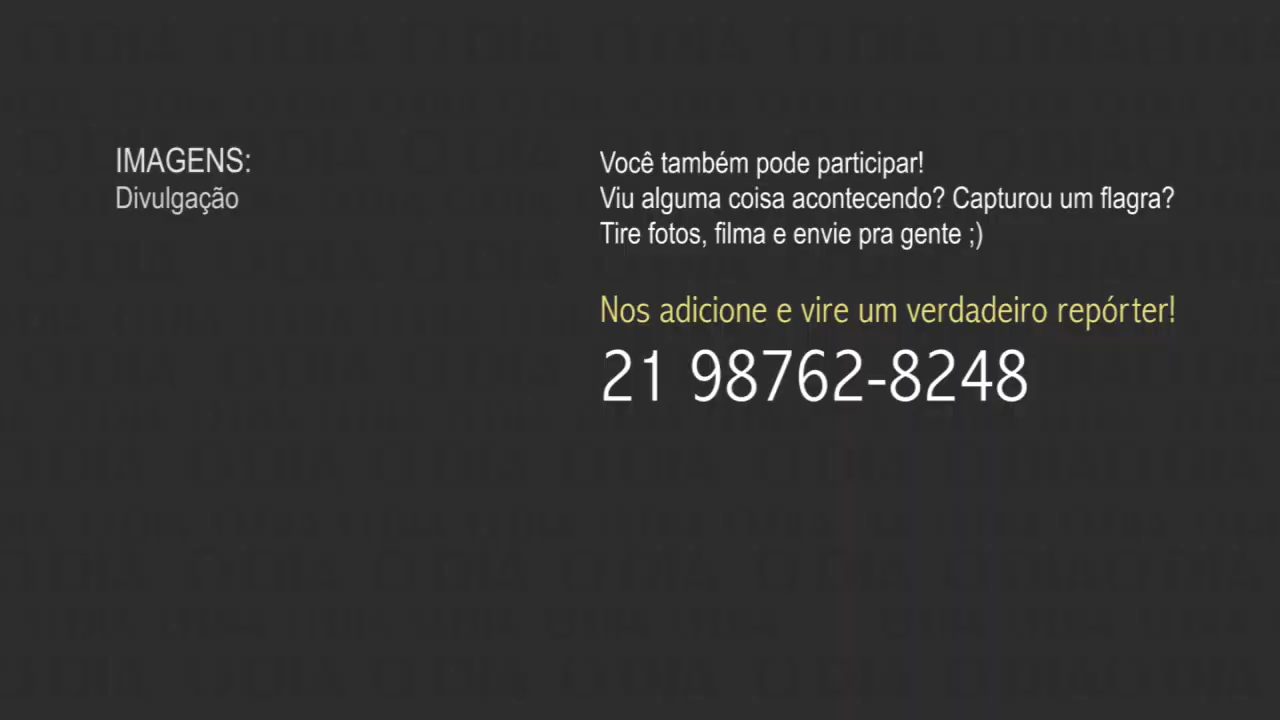 IMAGENS:
Divulgação
Você também pode participar!
Viu alguma coisa acontecendo? Capturou um flagra?
Tire fotos, filma e envie pra gente ;)
Nos adicione e vire um verdadeiro repórter!
21 98762-8248